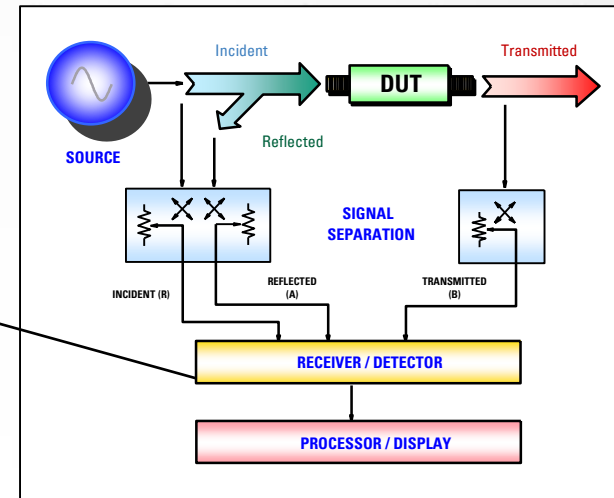 Incident
Transmitted
DUT
Reflected
SOURCE
SIGNAL
SEPARATION
INCIDENT (R)
REFLECTED
(A)
TRANSMITTED
(B)
RECEIVER / DETECTOR
PROCESSOR / DISPLAY